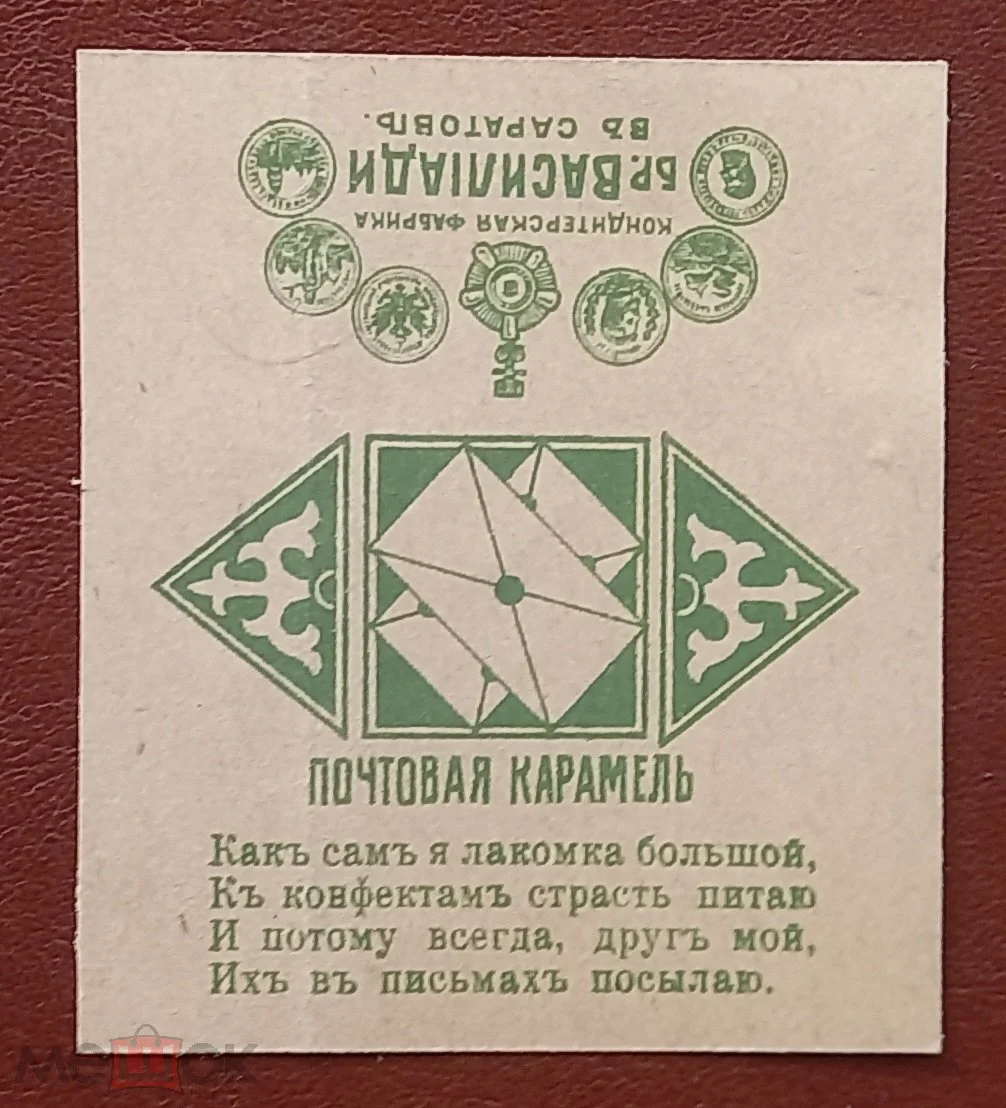 КОНДИТЕРСКАЯ ФАБРИКА
Бр. ВАСИЛІАДИ
ВЪ САРАТОВѢ.
ПОЧТОВАЯ КАРАМЕЛЬ
Какъ самъ я лакомка большой,
Къ конфектамъ страсть питаю
И потому всегда, другъ мой,
Ихъ въ письмахъ посылаю.
мешок